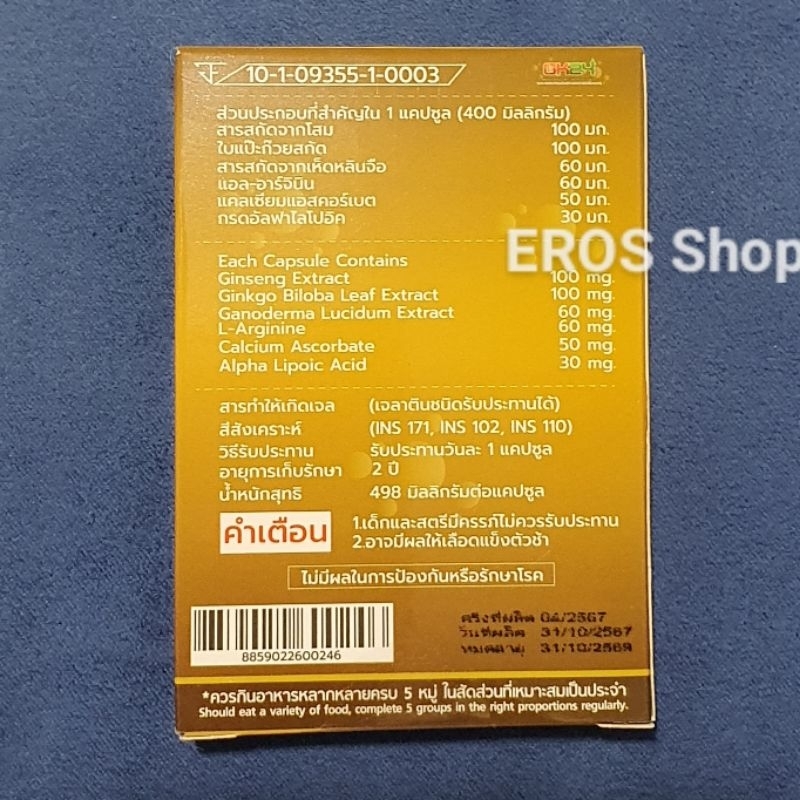 10-1-09355-1-0003
GK24
ส่วนประกอบที่สำคัญใน 1 แคปซูล (400 มิลลิกรัม)
สารสกัดจากโสม 100 มก.
ใบแป๊ะก๊วยสกัด 100 มก.
สารสกัดจากเห็ดหลินจือ 60 มก.
แอล-อาร์จินิน 60 มก.
แคลเซียมแอสคอร์เบต 50 มก.
กรดอัลฟาไลโปอิค 30 มก.
EROS Shop
Each Capsule Contains
Ginseng Extract 100 mg.
Ginkgo Biloba Leaf Extract 100 mg.
Ganoderma Lucidum Extract 60 mg.
L-Arginine 60 mg.
Calcium Ascorbate 50 mg.
Alpha Lipoic Acid 30 mg.
สารทำให้เกิดเจล (เจลาตินชนิดรับประทานได้)
สีสังเคราะห์ (INS 171, INS 102, INS 110)
วิธีรับประทาน รับประทานวันละ 1 แคปซูล
อายุการเก็บรักษา 2 ปี
น้ำหนักสุทธิ 498 มิลลิกรัมต่อแคปซูล
คำเตือน 1.เด็กและสตรีมีครรภ์ไม่ควรรับประทาน
2.อาจมีผลให้เลือดแข็งตัวช้า
ไม่มีผลในการป้องกันหรือรักษาโรค
ครั้งที่ผลิต 04/2567
วันที่ผลิต 31/10/2567
หมดอายุ 31/10/2569
8859022600246
*ควรกินอาหารหลากหลายครบ 5 หมู่ ในสัดส่วนที่เหมาะสมเป็นประจำ
Should eat a variety of food, complete 5 groups in the right proportions regularly.